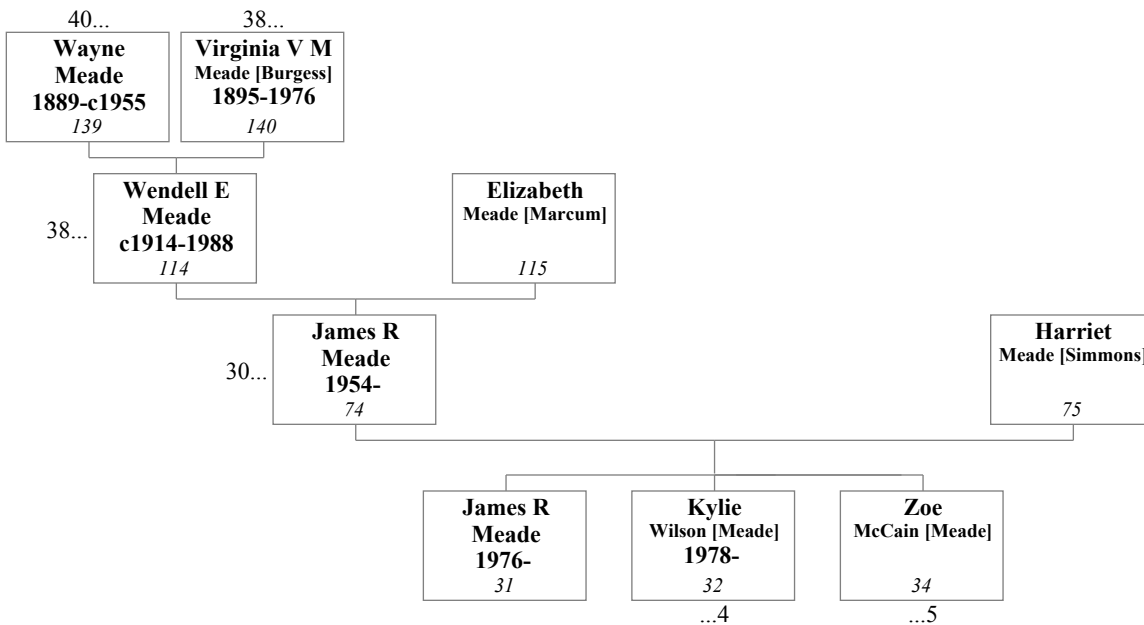 40...
38...
Wayne
Meade
1889-c1955
139
Virginia V M
Meade [Burgess]
1895-1976
140
38...
Wendell E
Meade
c1914-1988
114
Elizabeth
Meade [Marcum]
115
30...
James R
Meade
1954-
74
Harriet
Meade [Simmons]
75
James R
Meade
1976-
31
Kylie
Wilson [Meade]
1978-
32
Zoe
McCain [Meade]
34
...4
...5